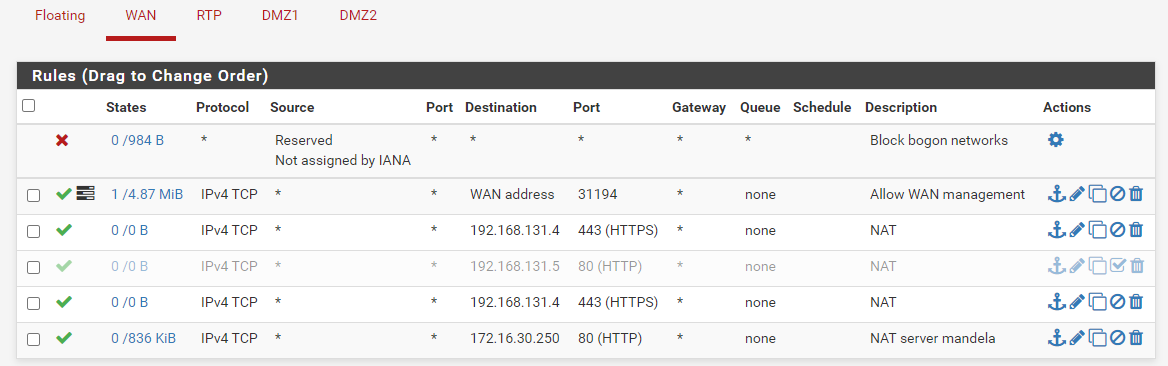 Floating WAN RTP DMZ1 DMZ2
Rules (Drag to Change Order)
States Protocol Source Port Destination Port Gateway Queue Schedule Description Actions
0 /984 B * Reserved * * * * * Block bogon networks
Not assigned by IANA
1 /4.87 MiB IPv4 TCP * * WAN address 31194 * none Allow WAN management
0 /0 B IPv4 TCP * * 192.168.131.4 443 (HTTPS) * none NAT
0 /0 B IPv4 TCP * * 192.168.131.5 80 (HTTP) * none NAT
0 /0 B IPv4 TCP * * 192.168.131.4 443 (HTTPS) * none NAT
0 /836 KiB IPv4 TCP * * 172.16.30.250 80 (HTTP) * none NAT server mandela